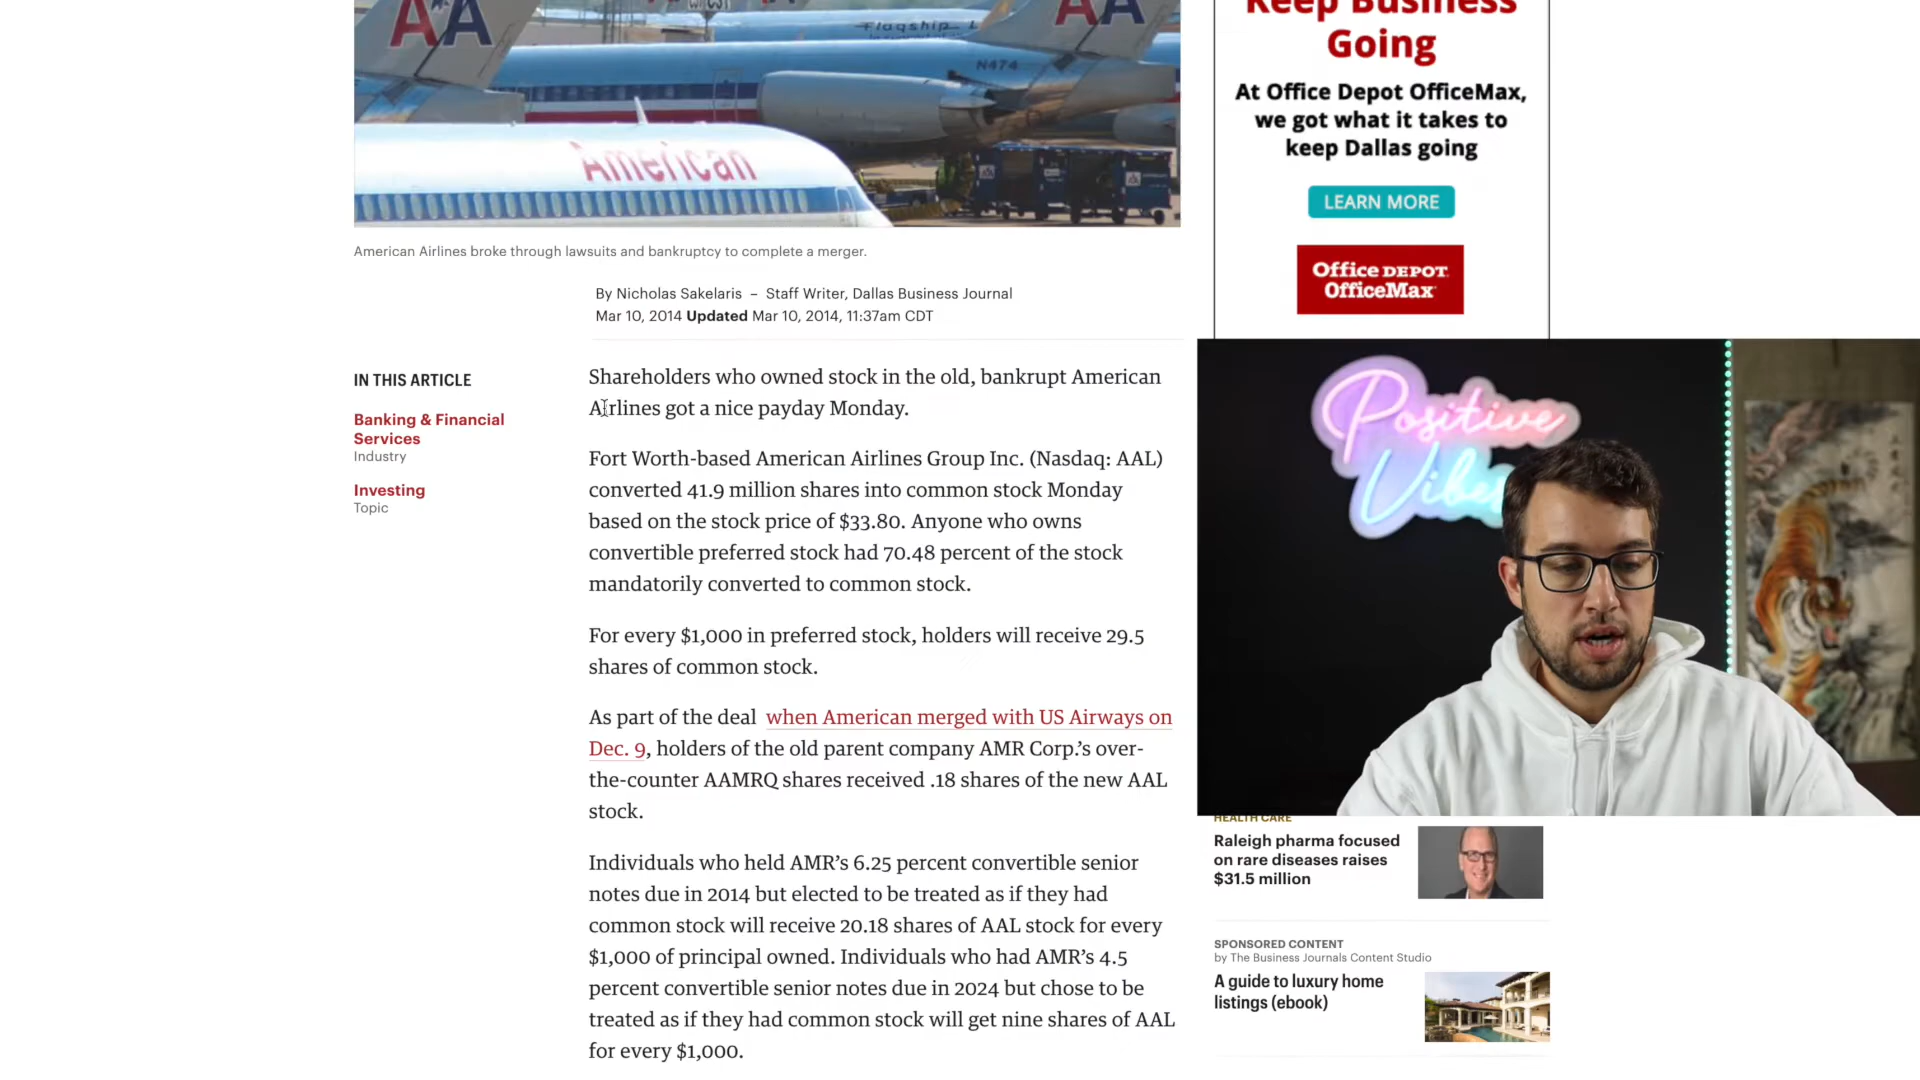 AA
AA
Flagship
N474
American
American Airlines broke through lawsuits and bankruptcy to complete a merger.
By Nicholas Sakelaris – Staff Writer, Dallas Business Journal
Mar 10, 2014 Updated Mar 10, 2014, 11:37am CDT
IN THIS ARTICLE
Banking & Financial
Services
Industry
Investing
Topic
Shareholders who owned stock in the old, bankrupt American
Airlines got a nice payday Monday.
Fort Worth-based American Airlines Group Inc. (Nasdaq: AAL)
converted 41.9 million shares into common stock Monday
based on the stock price of $33.80. Anyone who owns
convertible preferred stock had 70.48 percent of the stock
mandatorily converted to common stock.
For every $1,000 in preferred stock, holders will receive 29.5
shares of common stock.
As part of the deal when American merged with US Airways on
Dec. 9, holders of the old parent company AMR Corp.'s over-
the-counter AAMRQ shares received .18 shares of the new AAL
stock.
Individuals who held AMR's 6.25 percent convertible senior
notes due in 2014 but elected to be treated as if they had
common stock will receive 20.18 shares of AAL stock for every
$1,000 of principal owned. Individuals who had AMR's 4.5
percent convertible senior notes due in 2024 but chose to be
treated as if they had common stock will get nine shares of AAL
for every $1,000.
Keep Business
Going
At Office Depot OfficeMax,
we got what it takes to
keep Dallas going
LEARN MORE
Office DEPOT
OfficeMax
Positive
Vibes
HEALTH CARE
Raleigh pharma focused
on rare diseases raises
$31.5 million
SPONSORED CONTENT
by The Business Journals Content Studio
A guide to luxury home
listings (ebook)